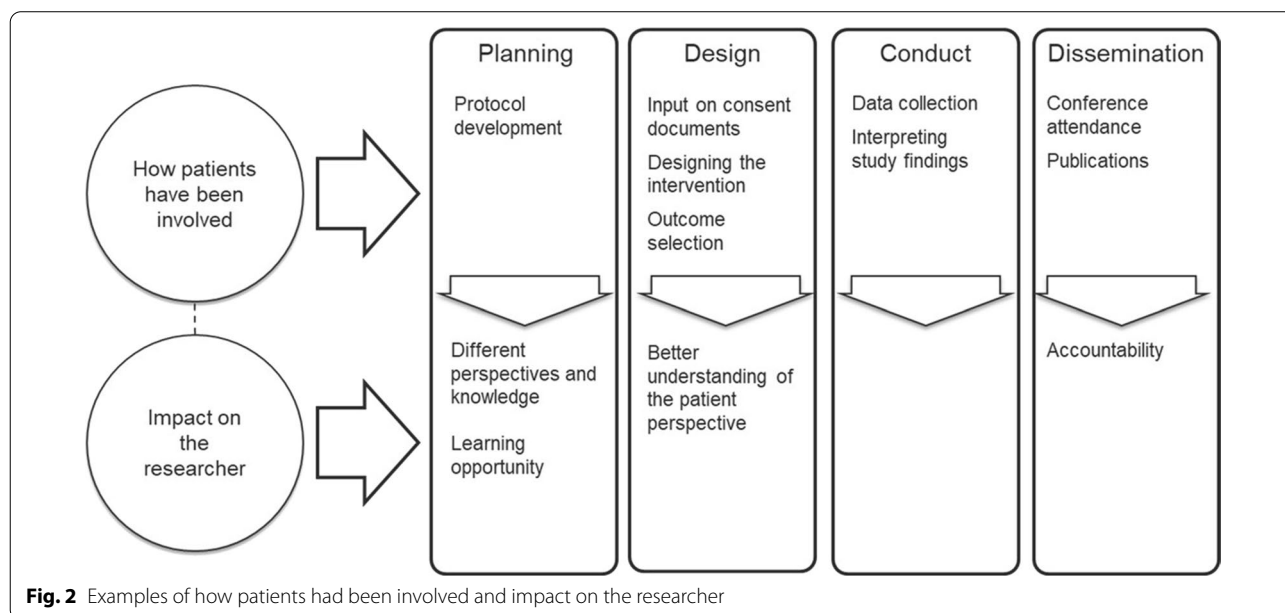 How patients
have been
involved
Impact on
the
researcher
Planning
Protocol
development
Different
perspectives and
knowledge
Learning
opportunity
Design
Input on consent
documents
Designing the
intervention
Outcome
selection
Better
understanding of
the patient
perspective
Conduct
Data collection
Interpreting
study findings
Dissemination
Conference
attendance
Publications
Accountability
Fig. 2 Examples of how patients had been involved and impact on the researcher